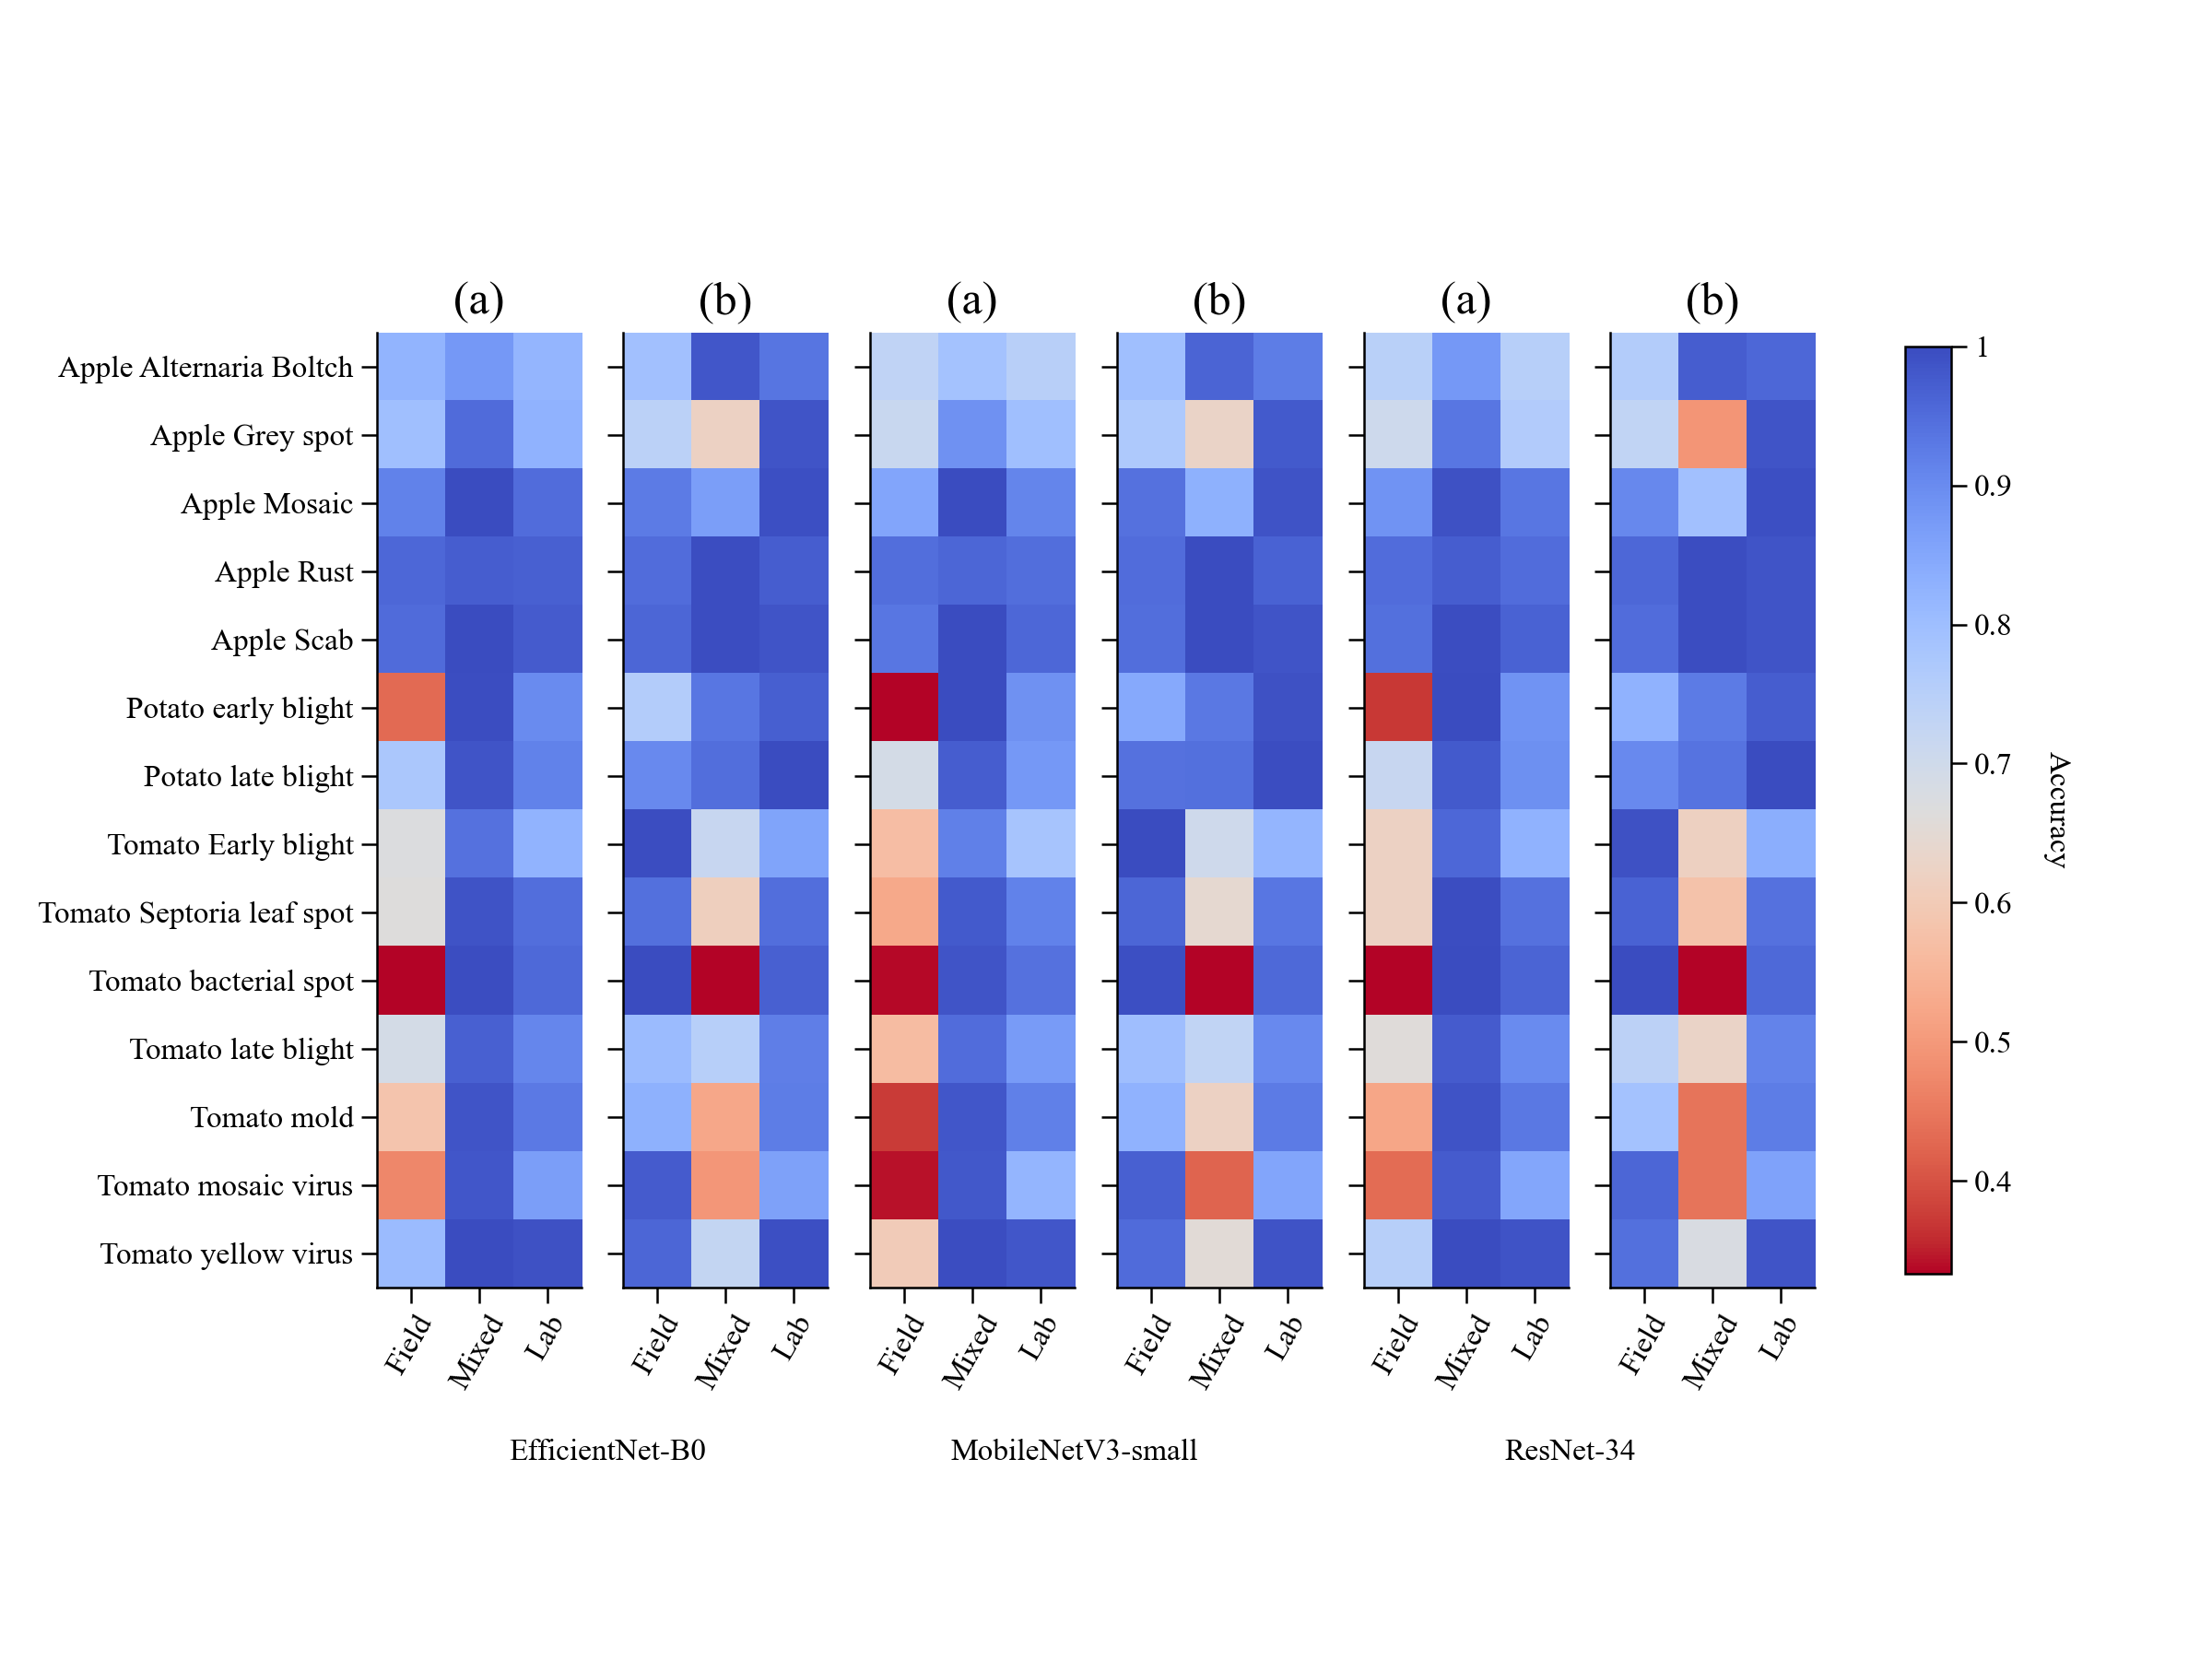 (a) (b) (a) (b) (a) (b)
Apple Alternaria Boltch
Apple Grey spot
Apple Mosaic
Apple Rust
Apple Scab
Potato early blight
Potato late blight
Tomato Early blight
Tomato Septoria leaf spot
Tomato bacterial spot
Tomato late blight
Tomato mold
Tomato mosaic virus
Tomato yellow virus
Field Mixed Lab Field Mixed Lab Field Mixed Lab Field Mixed Lab Field Mixed Lab Field Mixed Lab
EfficientNet-B0 MobileNetV3-small ResNet-34
1
0.9
0.8
0.7
0.6
0.5
0.4
Accuracy